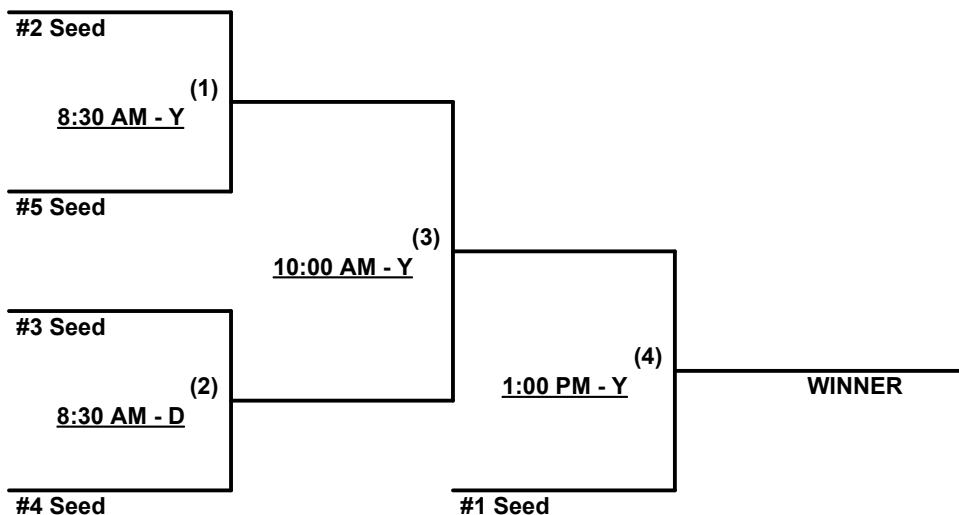 #2 Seed
(1)
8:30 AM - Y
#5 Seed
(3)
10:00 AM - Y
#3 Seed
(2)
8:30 AM - D
#4 Seed
(4)
1:00 PM - Y
#1 Seed
WINNER